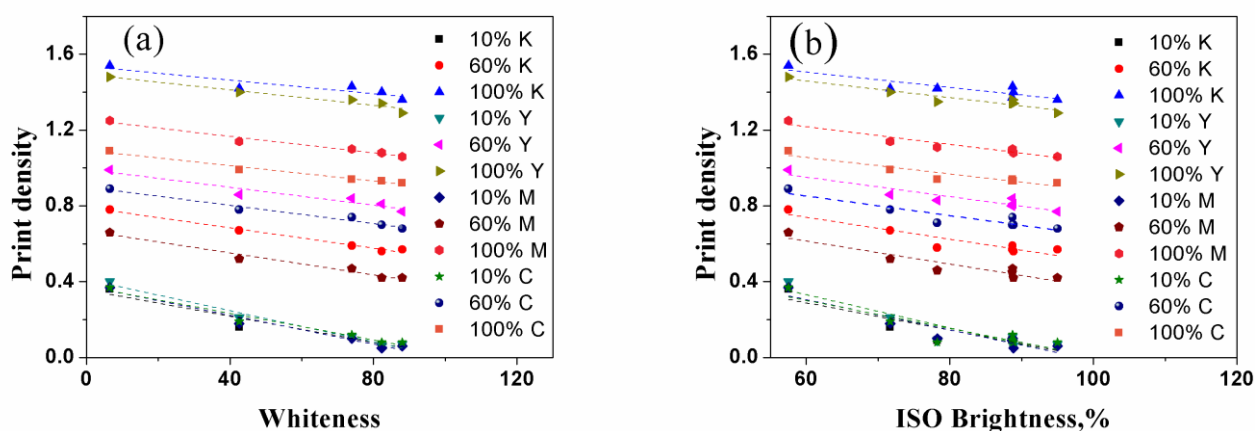 (a)
Print density
1.6
1.2
0.8
0.4
0.0
0
40
80
120
Whiteness
10% K
60% K
100% K
10% Y
60% Y
100% Y
10% M
60% M
100% M
10% C
60% C
100% C
(b)
Print density
1.6
1.2
0.8
0.4
0.0
60
80
100
ISO Brightness,%
10% K
60% K
100% K
10% Y
60% Y
100% Y
10% M
60% M
100% M
10% C
60% C
100% C